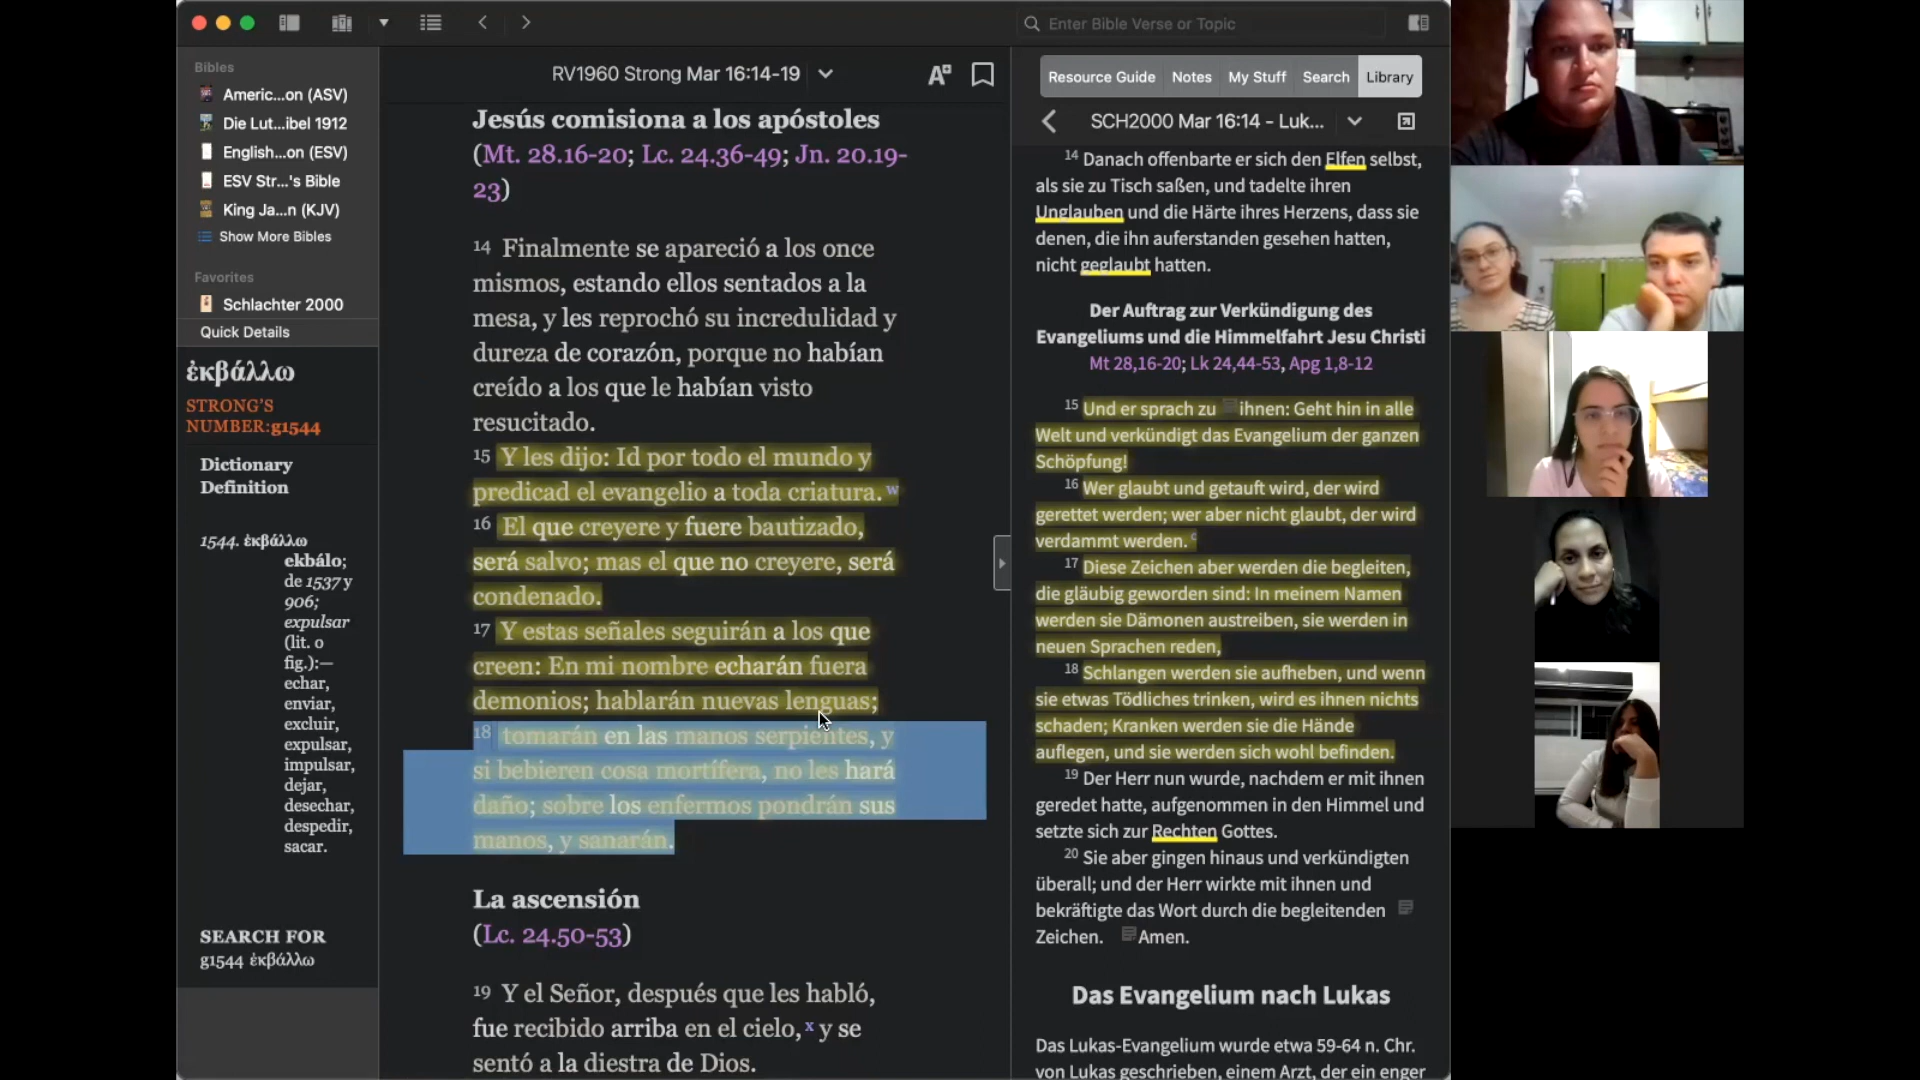 Enter Bible Verse or Topic
Bibles
Americ...on (ASV)
Die Lut...ibel 1912
English...on (ESV)
ESV Str...'s Bible
King Ja...n (KJV)
Show More Bibles
Favorites
Schlachter 2000
Quick Details
ἐκβάλλω
STRONG'S
NUMBER:g1544
Dictionary
Definition
1544. ἐκβάλλω
ekbálo;
de 1537 y
906;
expulsar
(lit. o
fig.):—
echar,
enviar,
excluir,
expulsar,
impulsar,
dejar,
desechar,
despedir,
sacar.
SEARCH FOR
g1544 ἐκβάλλω
RV1960 Strong Mar 16:14-19
Jesús comisiona a los apóstoles
(Mt. 28.16-20; Lc. 24.36-49; Jn. 20.19-
23)
14 Finalmente se apareció a los once
mismos, estando ellos sentados a la
mesa, y les reprochó su incredulidad y
dureza de corazón, porque no habían
creído a los que le habían visto
resucitado.
15 Y les dijo: Id por todo el mundo y
predicad el evangelio a toda criatura. w
16 El que creyere y fuere bautizado,
será salvo; mas el que no creyere, será
condenado.
17 Y estas señales seguirán a los que
creen: En mi nombre echarán fuera
demonios; hablarán nuevas lenguas;
18 tomarán en las manos serpientes, y
si bebieren cosa mortífera, no les hará
daño; sobre los enfermos pondrán sus
manos, y sanarán.
La ascensión
(Lc. 24.50-53)
19 Y el Señor, después que les habló,
fue recibido arriba en el cielo, x y se
sentó a la diestra de Dios.
Resource Guide Notes My Stuff Search Library
SCH2000 Mar 16:14 - Luk...
14 Danach offenbarte er sich den Elfen selbst,
als sie zu Tisch saßen, und tadelte ihren
Unglauben und die Härte ihres Herzens, dass sie
denen, die ihn auferstanden gesehen hatten,
nicht geglaubt hatten.
Der Auftrag zur Verkündigung des
Evangeliums und die Himmelfahrt Jesu Christi
Mt 28,16-20; Lk 24,44-53, Apg 1,8-12
15 Und er sprach zu ihnen: Geht hin in alle
Welt und verkündigt das Evangelium der ganzen
Schöpfung!
16 Wer glaubt und getauft wird, der wird
gerettet werden; wer aber nicht glaubt, der wird
verdammt werden. c
17 Diese Zeichen aber werden die begleiten,
die gläubig geworden sind: In meinem Namen
werden sie Dämonen austreiben, sie werden in
neuen Sprachen reden,
18 Schlangen werden sie aufheben, und wenn
sie etwas Tödliches trinken, wird es ihnen nichts
schaden; Kranken werden sie die Hände
auflegen, und sie werden sich wohl befinden.
19 Der Herr nun wurde, nachdem er mit ihnen
geredet hatte, aufgenommen in den Himmel und
setzte sich zur Rechten Gottes.
20 Sie aber gingen hinaus und verkündigten
überall; und der Herr wirkte mit ihnen und
bekräftigte das Wort durch die begleitenden
Zeichen. Amen.
Das Evangelium nach Lukas
Das Lukas-Evangelium wurde etwa 59-64 n. Chr.
von Lukas geschrieben, einem Arzt, der ein enger